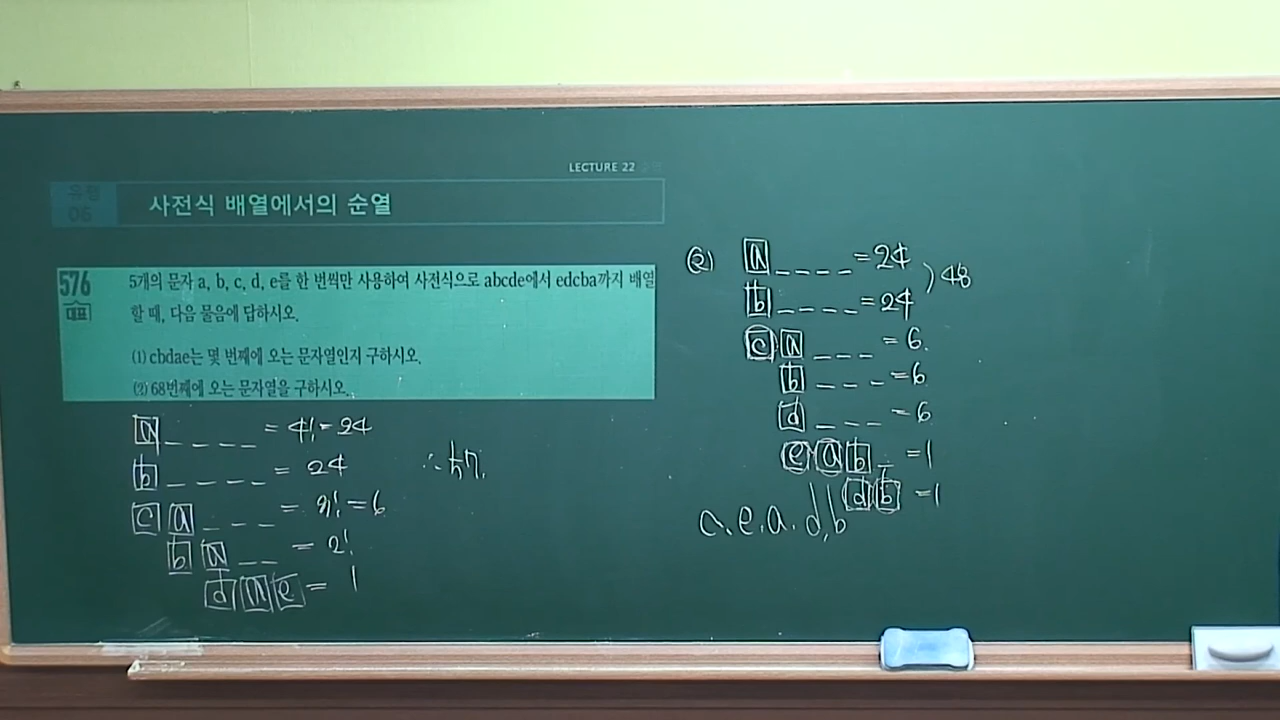 LECTURE 22
유형
06
사전식 배열에서의 순열
576
대표
5개의 문자 a, b, c, d, e를 한 번씩만 사용하여 사전식으로 abcde에서 edcba까지 배열
할 때, 다음 물음에 답하시오.
(1) cbdae는 몇 번째에 오는 문자열인지 구하시오.
(2) 68번째에 오는 문자열을 구하시오.
a _ _ _ _ = 4! = 24
b _ _ _ _ = 24
c a _ _ _ = 3! = 6
b a _ _ = 2!
d a e = 1
∴ 57.
(2) a _ _ _ _ = 24
b _ _ _ _ = 24
) 48
c a _ _ _ = 6.
b _ _ _ = 6
d _ _ _ = 6
e a b _ = 1
d b = 1
c. e. a. d, b